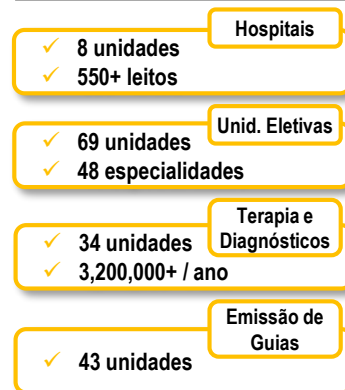 Hospitais
✓ 8 unidades
✓ 550+ leitos
Unid. Eletivas
✓ 69 unidades
✓ 48 especialidades
Terapia e
Diagnósticos
✓ 34 unidades
✓ 3,200,000+ / ano
Emissão de
Guias
✓ 43 unidades